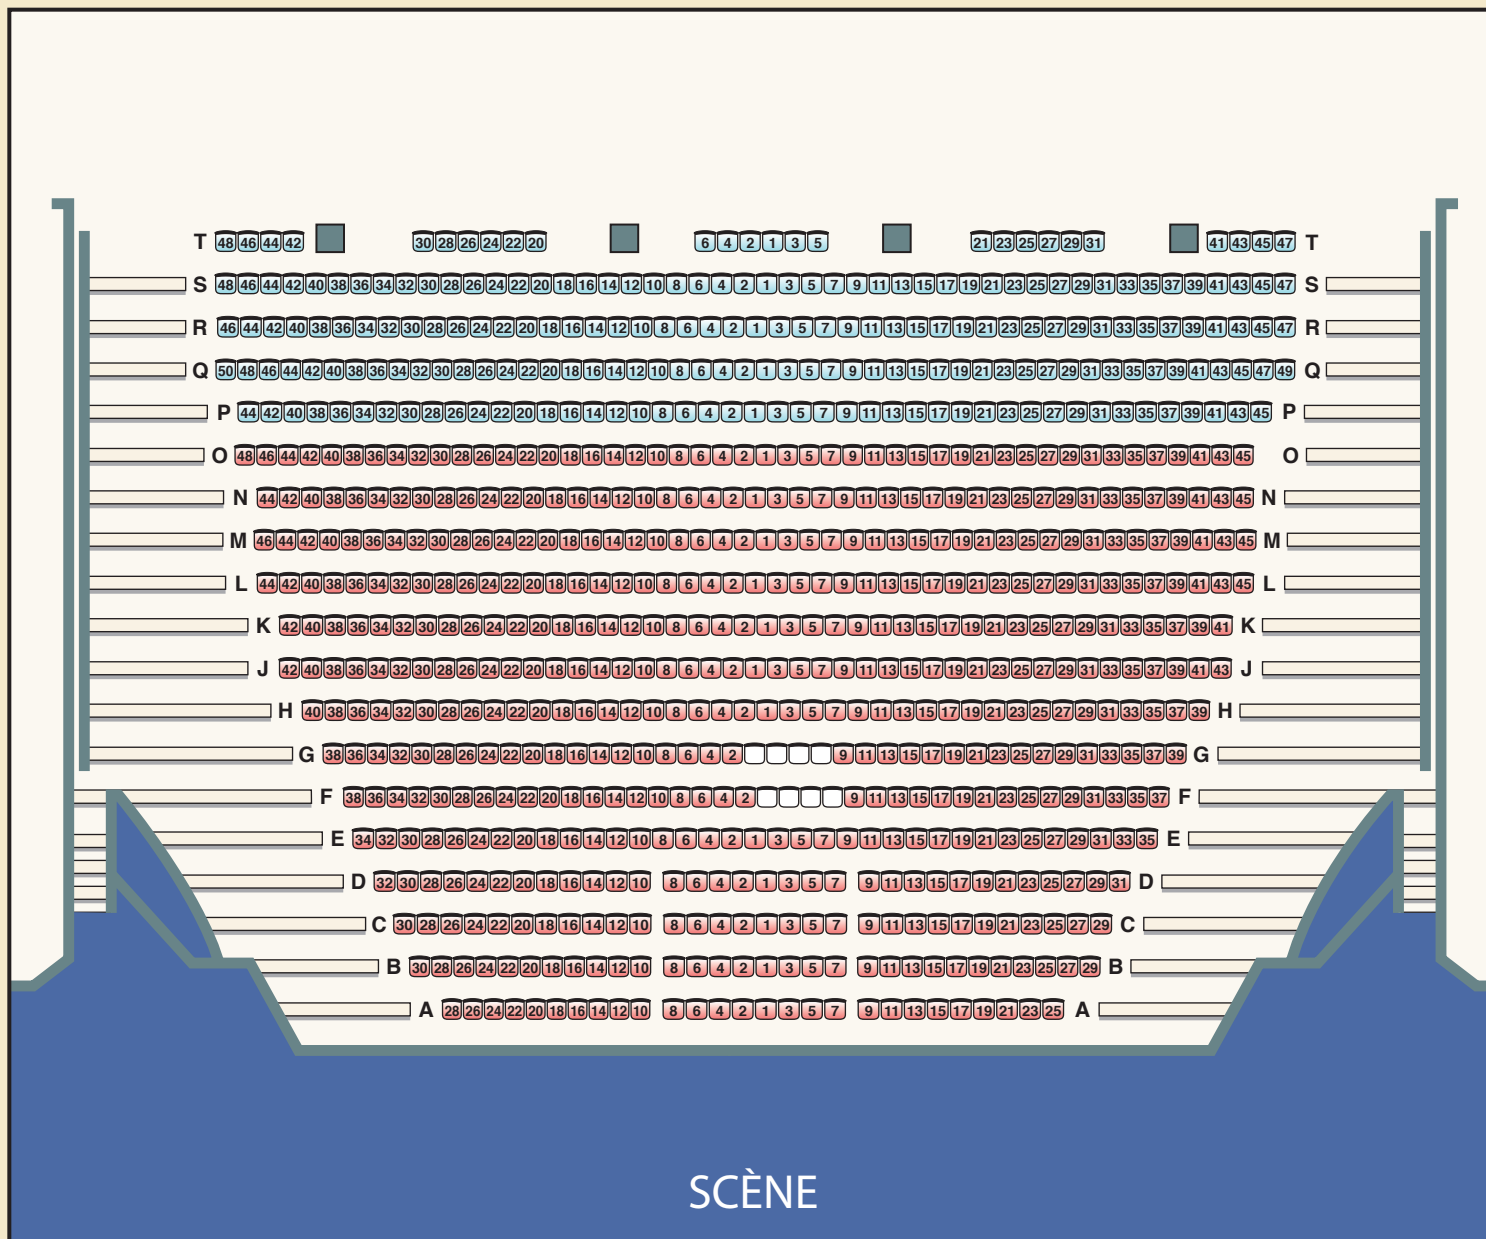 T 48 46 44 42 30 28 26 24 22 20 6 4 2 1 3 5 21 23 25 27 29 31 41 43 45 47 T
S 48 46 44 42 40 38 36 34 32 30 28 26 24 22 20 18 16 14 12 10 8 6 4 2 1 3 5 7 9 11 13 15 17 19 21 23 25 27 29 31 33 35 37 39 41 43 45 47 S
R 46 44 42 40 38 36 34 32 30 28 26 24 22 20 18 16 14 12 10 8 6 4 2 1 3 5 7 9 11 13 15 17 19 21 23 25 27 29 31 33 35 37 39 41 43 45 47 R
Q 50 48 46 44 42 40 38 36 34 32 30 28 26 24 22 20 18 16 14 12 10 8 6 4 2 1 3 5 7 9 11 13 15 17 19 21 23 25 27 29 31 33 35 37 39 41 43 45 47 49 Q
P 44 42 40 38 36 34 32 30 28 26 24 22 20 18 16 14 12 10 8 6 4 2 1 3 5 7 9 11 13 15 17 19 21 23 25 27 29 31 33 35 37 39 41 43 45 P
O 48 46 44 42 40 38 36 34 32 30 28 26 24 22 20 18 16 14 12 10 8 6 4 2 1 3 5 7 9 11 13 15 17 19 21 23 25 27 29 31 33 35 37 39 41 43 45 O
N 44 42 40 38 36 34 32 30 28 26 24 22 20 18 16 14 12 10 8 6 4 2 1 3 5 7 9 11 13 15 17 19 21 23 25 27 29 31 33 35 37 39 41 43 45 N
M 46 44 42 40 38 36 34 32 30 28 26 24 22 20 18 16 14 12 10 8 6 4 2 1 3 5 7 9 11 13 15 17 19 21 23 25 27 29 31 33 35 37 39 41 43 45 M
L 44 42 40 38 36 34 32 30 28 26 24 22 20 18 16 14 12 10 8 6 4 2 1 3 5 7 9 11 13 15 17 19 21 23 25 27 29 31 33 35 37 39 41 43 45 L
K 42 40 38 36 34 32 30 28 26 24 22 20 18 16 14 12 10 8 6 4 2 1 3 5 7 9 11 13 15 17 19 21 23 25 27 29 31 33 35 37 39 41 K
J 42 40 38 36 34 32 30 28 26 24 22 20 18 16 14 12 10 8 6 4 2 1 3 5 7 9 11 13 15 17 19 21 23 25 27 29 31 33 35 37 39 41 43 J
H 40 38 36 34 32 30 28 26 24 22 20 18 16 14 12 10 8 6 4 2 1 3 5 7 9 11 13 15 17 19 21 23 25 27 29 31 33 35 37 39 H
G 38 36 34 32 30 28 26 24 22 20 18 16 14 12 10 8 6 4 2 9 11 13 15 17 19 21 23 25 27 29 31 33 35 37 39 G
F 38 36 34 32 30 28 26 24 22 20 18 16 14 12 10 8 6 4 2 9 11 13 15 17 19 21 23 25 27 29 31 33 35 37 F
E 34 32 30 28 26 24 22 20 18 16 14 12 10 8 6 4 2 1 3 5 7 9 11 13 15 17 19 21 23 25 27 29 31 33 35 E
D 32 30 28 26 24 22 20 18 16 14 12 10 8 6 4 2 1 3 5 7 9 11 13 15 17 19 21 23 25 27 29 31 D
C 30 28 26 24 22 20 18 16 14 12 10 8 6 4 2 1 3 5 7 9 11 13 15 17 19 21 23 25 27 29 C
B 30 28 26 24 22 20 18 16 14 12 10 8 6 4 2 1 3 5 7 9 11 13 15 17 19 21 23 25 27 29 B
A 28 26 24 22 20 18 16 14 12 10 8 6 4 2 1 3 5 7 9 11 13 15 17 19 21 23 25 A
SCÈNE